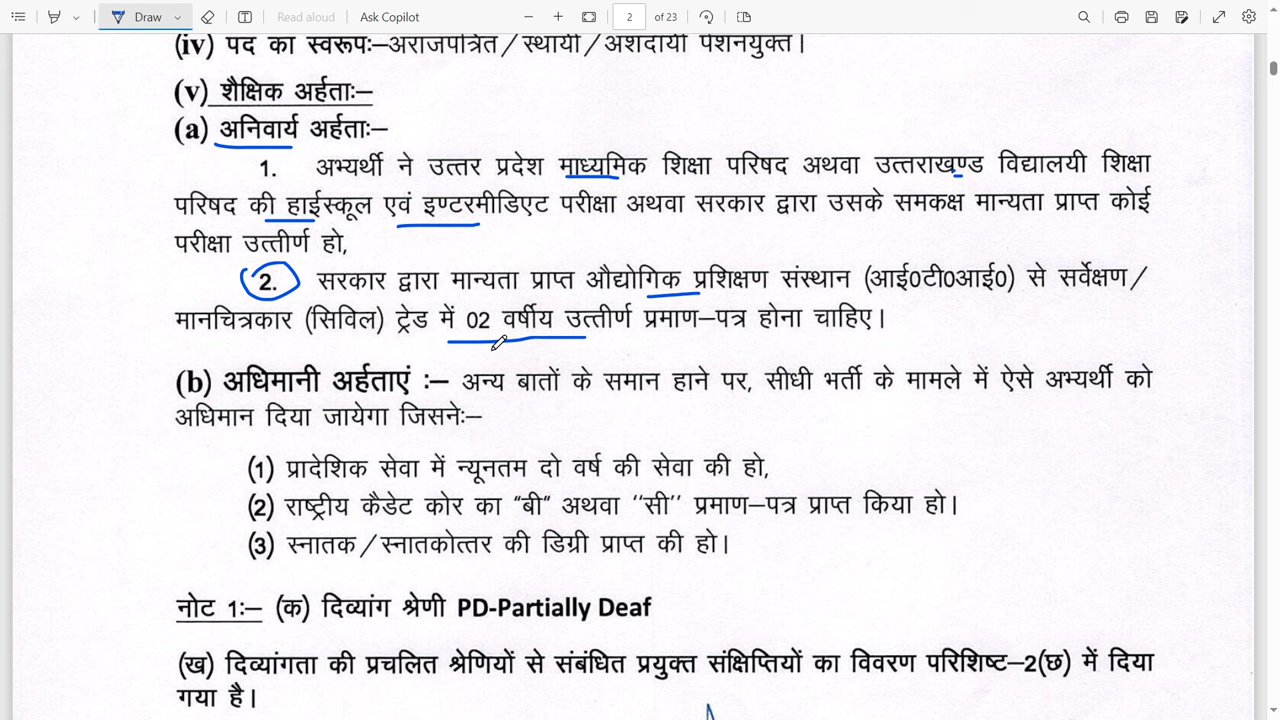 Draw
Read aloud
Ask Copilot
2 of 23
(iv) पद का स्वरूपः–अराजपत्रित/स्थायी/अंशदायी पेंशनयुक्त।
(v) शैक्षिक अर्हताः–
(a) अनिवार्य अर्हताः–
1. अभ्यर्थी ने उत्तर प्रदेश माध्यमिक शिक्षा परिषद अथवा उत्तराखण्ड विद्यालयी शिक्षा
परिषद की हाईस्कूल एवं इण्टरमीडिएट परीक्षा अथवा सरकार द्वारा उसके समकक्ष मान्यता प्राप्त कोई
परीक्षा उत्तीर्ण हो,
2. सरकार द्वारा मान्यता प्राप्त औद्योगिक प्रशिक्षण संस्थान (आई0टी0आई0) से सर्वेक्षण/
मानचित्रकार (सिविल) ट्रेड में 02 वर्षीय उत्तीर्ण प्रमाण–पत्र होना चाहिए।
(b) अधिमानी अर्हताएं :– अन्य बातों के समान हाने पर, सीधी भर्ती के मामले में ऐसे अभ्यर्थी को
अधिमान दिया जायेगा जिसनेः–
(1) प्रादेशिक सेवा में न्यूनतम दो वर्ष की सेवा की हो,
(2) राष्ट्रीय कैडेट कोर का "बी" अथवा ''सी'' प्रमाण–पत्र प्राप्त किया हो।
(3) स्नातक/स्नातकोत्तर की डिग्री प्राप्त की हो।
नोट 1:– (क) दिव्यांग श्रेणी PD-Partially Deaf
(ख) दिव्यांगता की प्रचलित श्रेणियों से संबंधित प्रयुक्त संक्षिप्तियों का विवरण परिशिष्ट–2(छ) में दिया
गया है।